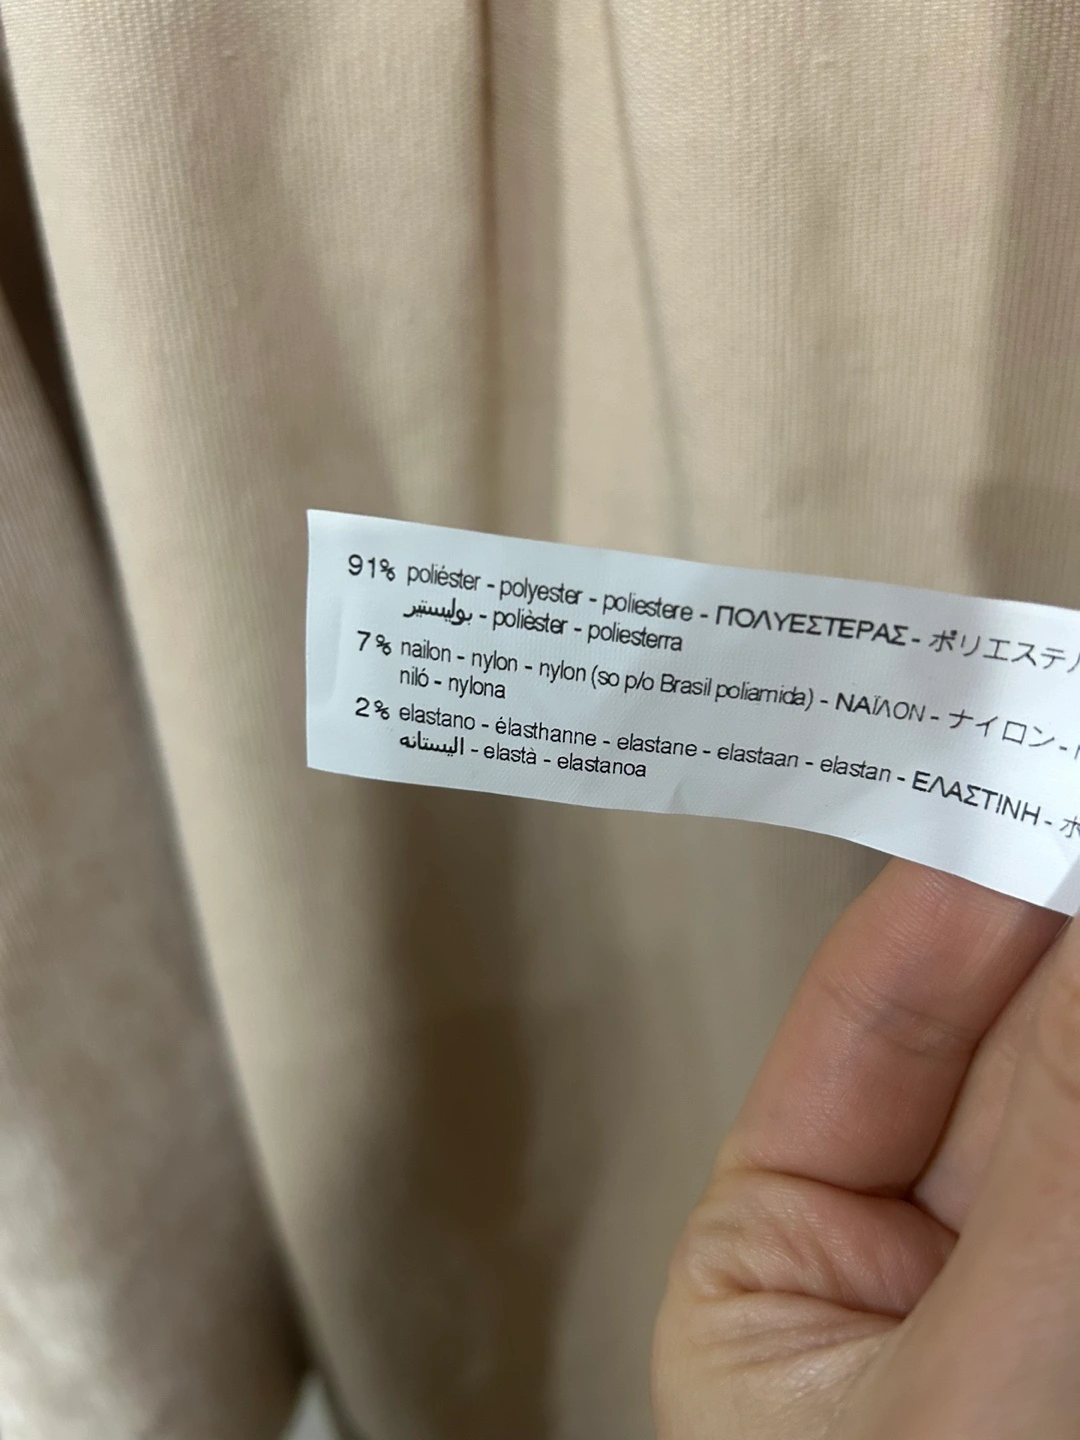 91% poliéster - polyester - poliestere - ΠΟΛΥΕΣΤΕΡΑΣ - ポリエステル
بوليستير - polièster - poliesterra
7% nailon - nylon - nylon (so p/o Brasil poliamida) - ΝΑΪΛΟΝ - ナイロン -
niló - nylona
2% elastano - élasthanne - elastane - elastaan - elastan - ΕΛΑΣΤΙΝΗ -
اليستانه - elastà - elastanoa